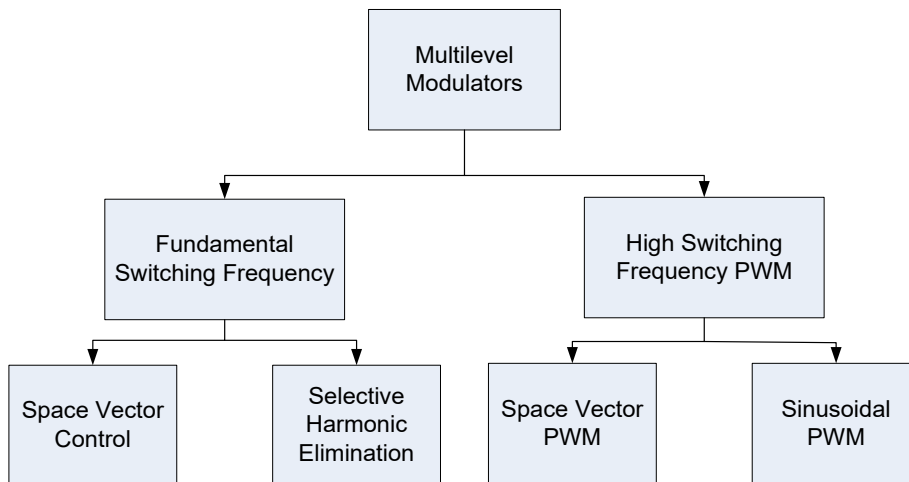 Multilevel
Modulators
Fundamental
Switching Frequency
High Switching
Frequency PWM
Space Vector
Control
Selective
Harmonic
Elimination
Space Vector
PWM
Sinusoidal
PWM